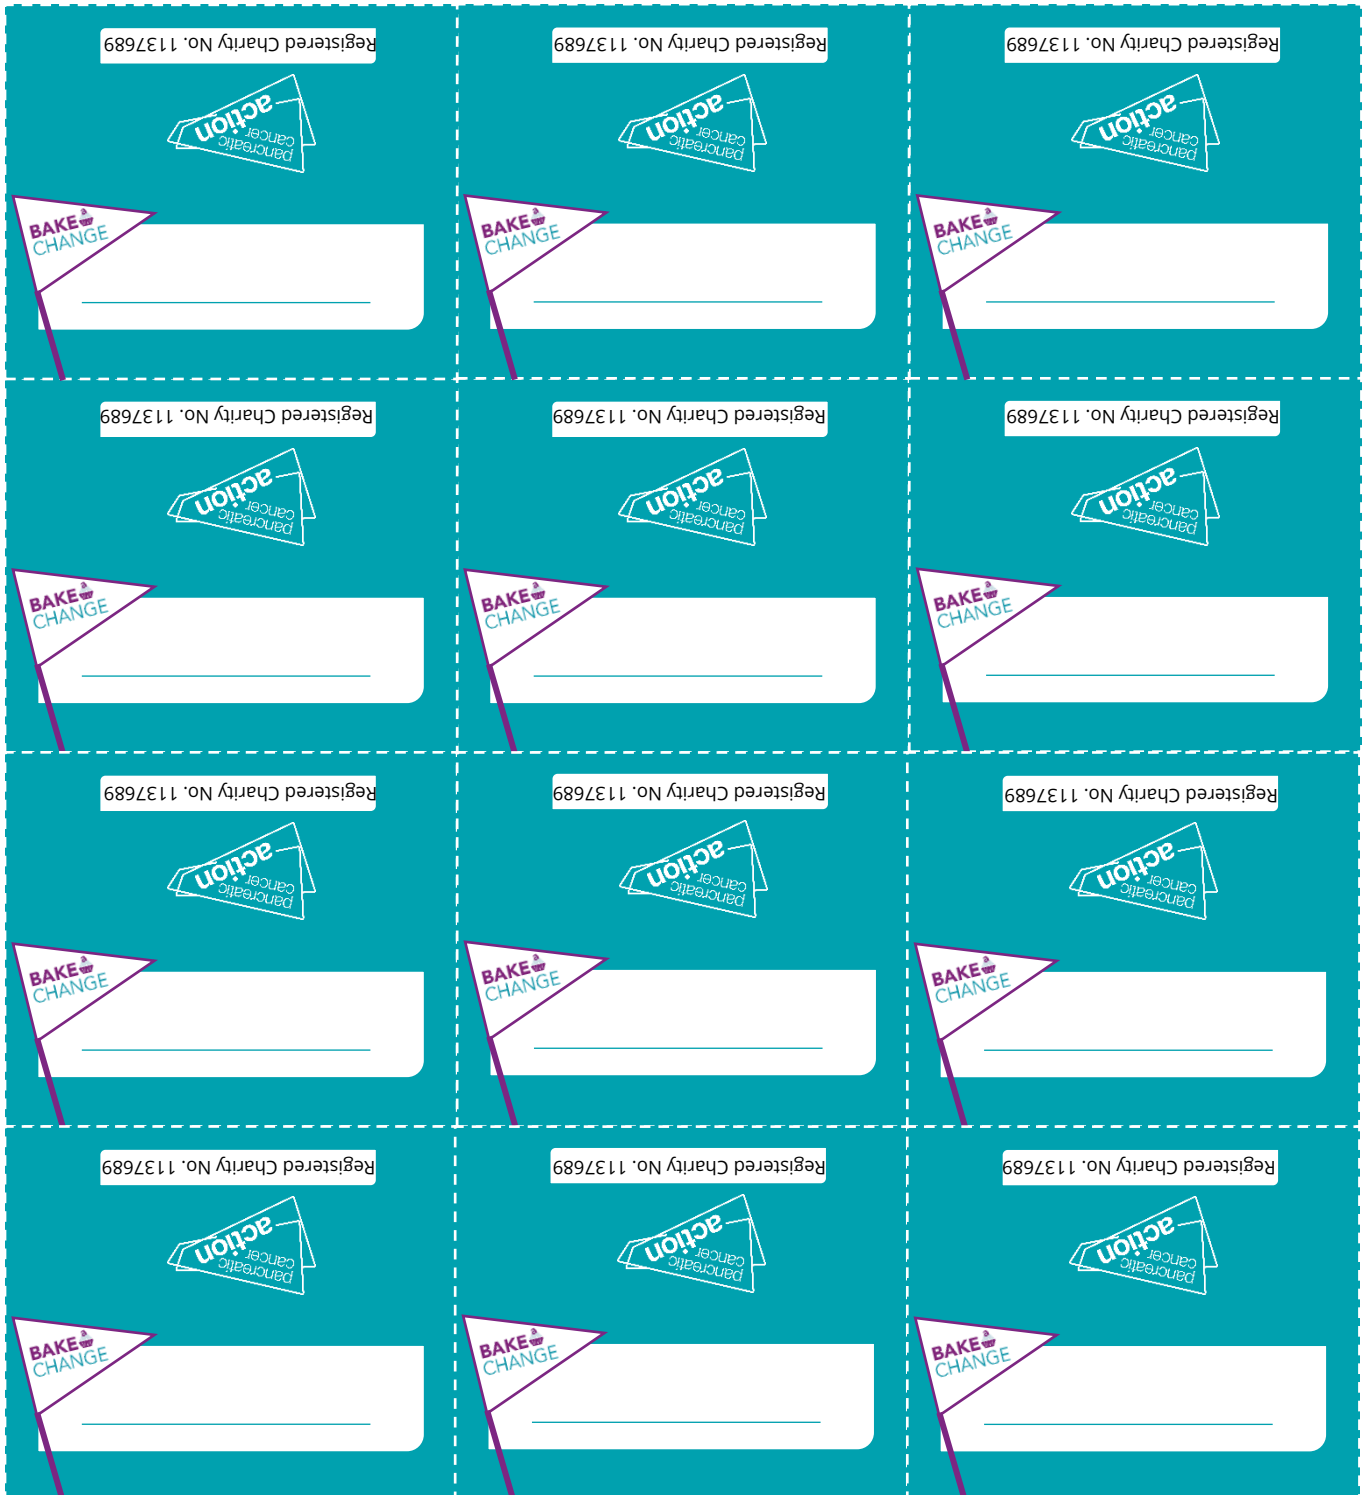 Registered Charity No. 1137689
pancreatic
cancer
action
BAKE
CHANGE
Registered Charity No. 1137689
pancreatic
cancer
action
BAKE
CHANGE
Registered Charity No. 1137689
pancreatic
cancer
action
BAKE
CHANGE
Registered Charity No. 1137689
pancreatic
cancer
action
BAKE
CHANGE
Registered Charity No. 1137689
pancreatic
cancer
action
BAKE
CHANGE
Registered Charity No. 1137689
pancreatic
cancer
action
BAKE
CHANGE
Registered Charity No. 1137689
pancreatic
cancer
action
BAKE
CHANGE
Registered Charity No. 1137689
pancreatic
cancer
action
BAKE
CHANGE
Registered Charity No. 1137689
pancreatic
cancer
action
BAKE
CHANGE
Registered Charity No. 1137689
pancreatic
cancer
action
BAKE
CHANGE
Registered Charity No. 1137689
pancreatic
cancer
action
BAKE
CHANGE
Registered Charity No. 1137689
pancreatic
cancer
action
BAKE
CHANGE